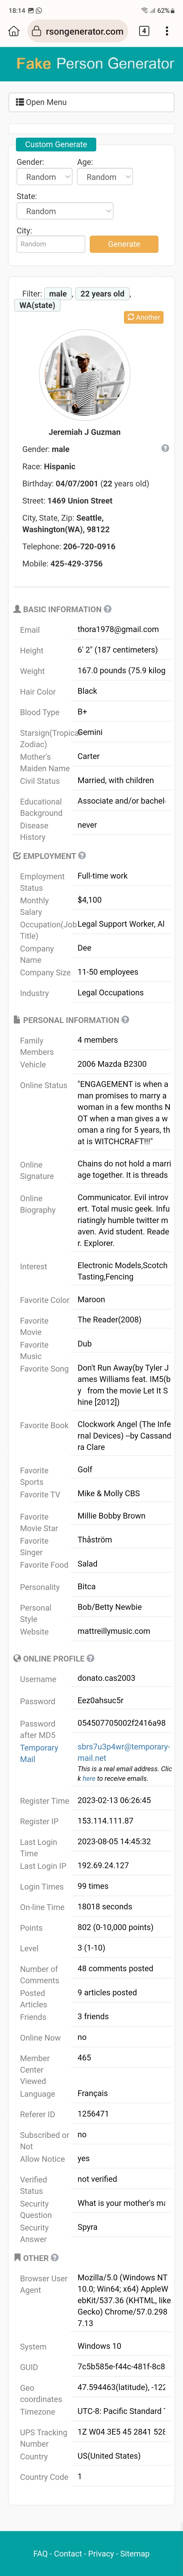 18:14 62%
rsongenerator.com 4
Fake Person Generator
Open Menu
Custom Generate
Gender: Age:
Random Random
State:
Random
City:
Random Generate
Filter: male, 22 years old,
WA(state)
Another
Jeremiah J Guzman
Gender: male
Race: Hispanic
Birthday: 04/07/2001 (22 years old)
Street: 1469 Union Street
City, State, Zip: Seattle,
Washington(WA), 98122
Telephone: 206-720-0916
Mobile: 425-429-3756
BASIC INFORMATION
Email thora1978@gmail.com
Height 6' 2" (187 centimeters)
Weight 167.0 pounds (75.9 kilog
Hair Color Black
Blood Type B+
Starsign(Tropical Gemini
Zodiac)
Mother's Carter
Maiden Name
Civil Status Married, with children
Educational Associate and/or bachel
Background
Disease never
History
EMPLOYMENT
Employment Full-time work
Status
Monthly $4,100
Salary
Occupation(Job Legal Support Worker, Al
Title)
Company Dee
Name
Company Size 11-50 employees
Industry Legal Occupations
PERSONAL INFORMATION
Family 4 members
Members
Vehicle 2006 Mazda B2300
Online Status "ENGAGEMENT is when a
man promises to marry a
woman in a few months N
OT when a man gives a w
oman a ring for 5 years, th
at is WITCHCRAFT!!!"
Online Chains do not hold a marri
Signature age together. It is threads
Online Communicator. Evil introv
Biography ert. Total music geek. Infu
riatingly humble twitter m
aven. Avid student. Reade
r. Explorer.
Interest Electronic Models,Scotch
Tasting,Fencing
Favorite Color Maroon
Favorite The Reader(2008)
Movie
Favorite Dub
Music
Favorite Song Don't Run Away(by Tyler J
ames Williams feat. IM5(b
y from the movie Let It S
hine [2012])
Favorite Book Clockwork Angel (The Infe
rnal Devices) --by Cassand
ra Clare
Favorite Golf
Sports
Favorite TV Mike & Molly CBS
Favorite Millie Bobby Brown
Movie Star
Favorite Thåström
Singer
Favorite Food Salad
Personality Bitca
Personal Bob/Betty Newbie
Style
Website mattreillymusic.com
ONLINE PROFILE
Username donato.cas2003
Password Eez0ahsuc5r
Password 054507705002f2416a98
after MD5
Temporary sbrs7u3p4wr@temporary-
Mail mail.net
This is a real email address. Clic
k here to receive emails.
Register Time 2023-02-13 06:26:45
Register IP 153.114.111.87
Last Login 2023-08-05 14:45:32
Time
Last Login IP 192.69.24.127
Login Times 99 times
On-line Time 18018 seconds
Points 802 (0-10,000 points)
Level 3 (1-10)
Number of 48 comments posted
Comments
Posted 9 articles posted
Articles
Friends 3 friends
Online Now no
Member 465
Center
Viewed
Language Français
Referer ID 1256471
Subscribed or no
Not
Allow Notice yes
Verified not verified
Status
Security What is your mother's ma
Question
Security Spyra
Answer
OTHER
Browser User Mozilla/5.0 (Windows NT
Agent 10.0; Win64; x64) AppleW
ebKit/537.36 (KHTML, like
Gecko) Chrome/57.0.298
7.13
System Windows 10
GUID 7c5b585e-f44c-481f-8c8
Geo 47.594463(latitude), -122
coordinates
Timezone UTC-8: Pacific Standard T
UPS Tracking 1Z W04 3E5 45 2841 528
Number
Country US(United States)
Country Code 1
FAQ - Contact - Privacy - Sitemap